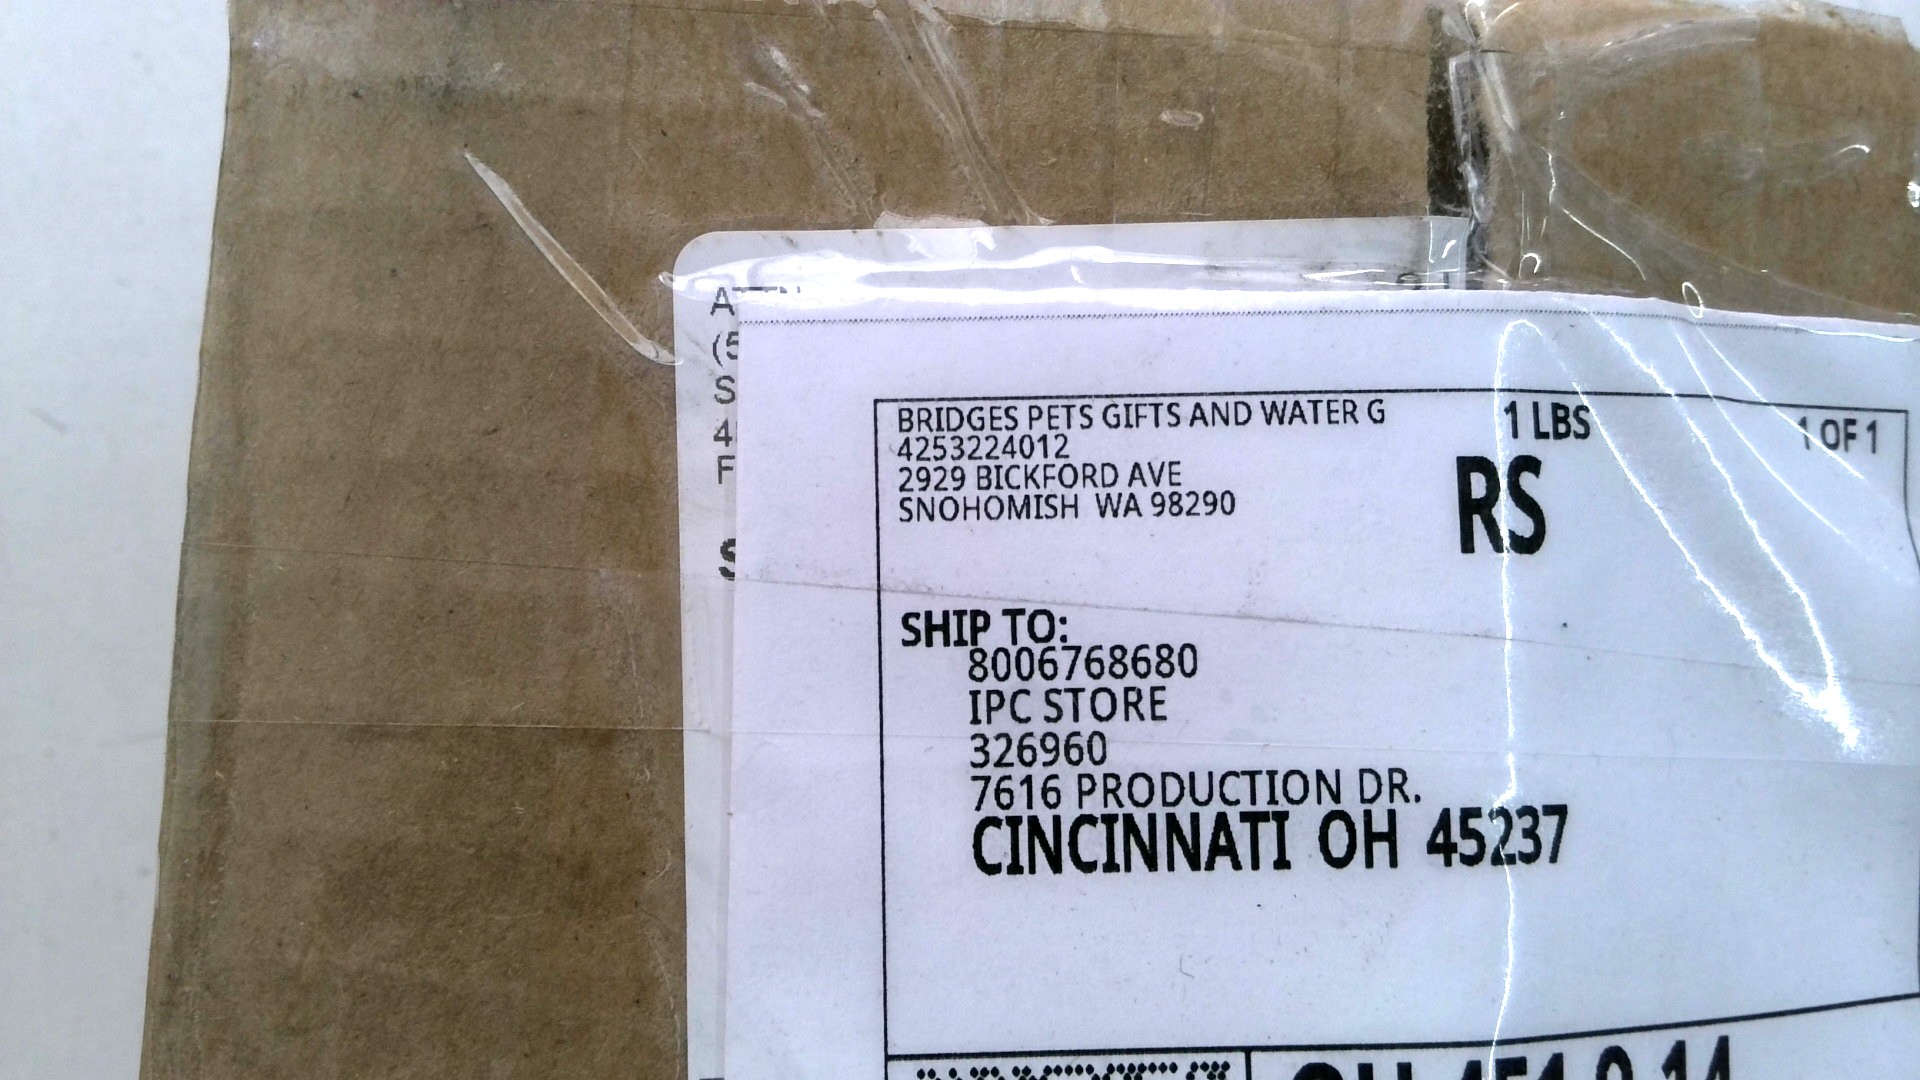 BRIDGES PETS GIFTS AND WATER G
4253224012
2929 BICKFORD AVE
SNOHOMISH WA 98290
1 LBS
1 OF 1
RS
SHIP TO:
8006768680
IPC STORE
326960
7616 PRODUCTION DR.
CINCINNATI OH 45237